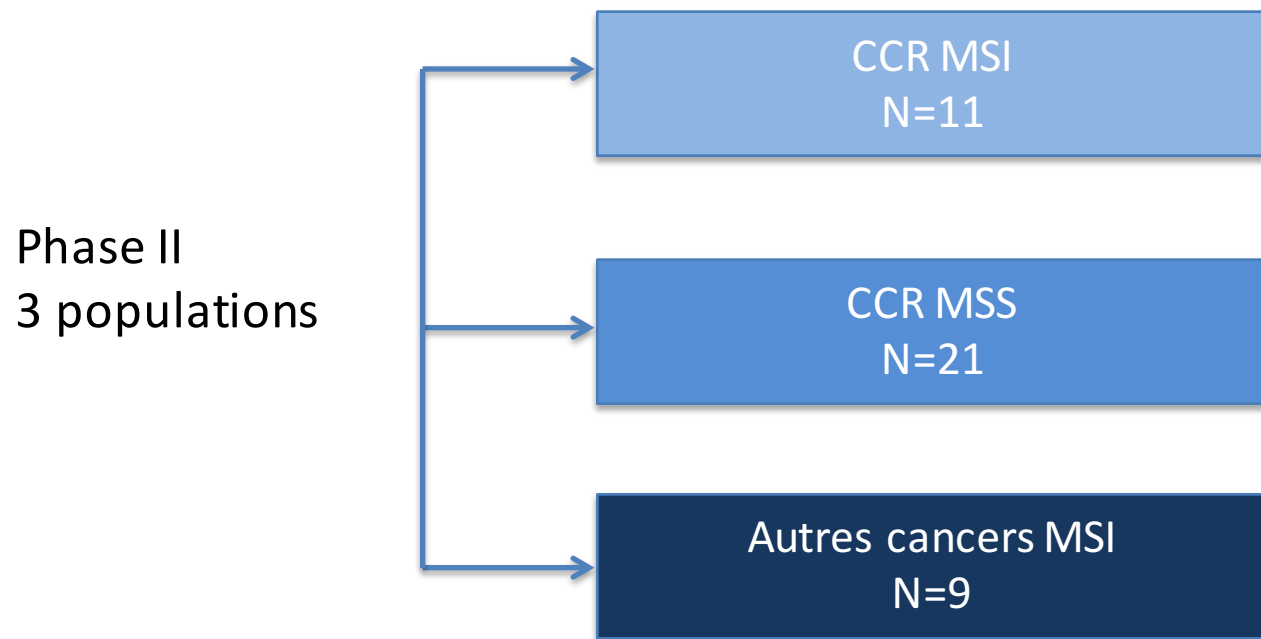 Phase II
3 populations
CCR MSI
N=11
CCR MSS
N=21
Autres cancers MSI
N=9